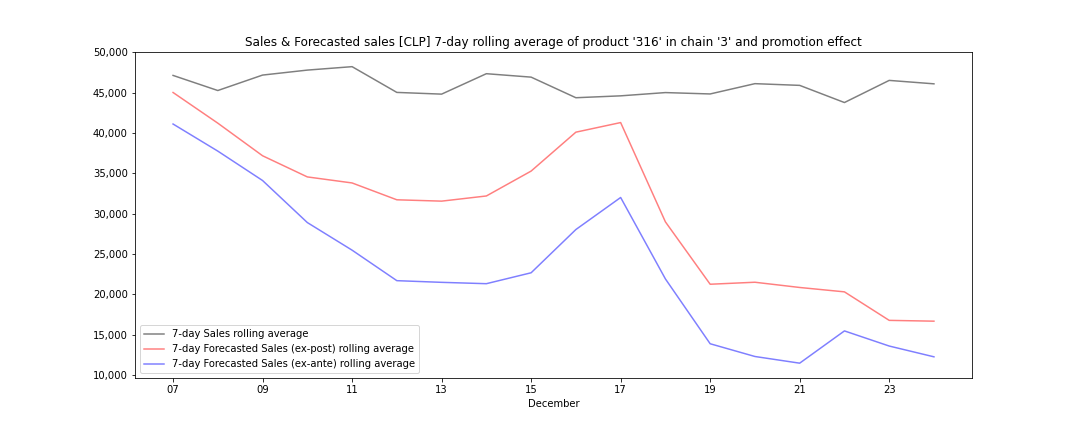 Sales & Forecasted sales [CLP] 7-day rolling average of product '316' in chain '3' and promotion effect
50,000
45,000
40,000
35,000
30,000
25,000
20,000
15,000
10,000
7-day Sales rolling average
7-day Forecasted Sales (ex-post) rolling average
7-day Forecasted Sales (ex-ante) rolling average
07 09 11 13 15 17 19 21 23
December